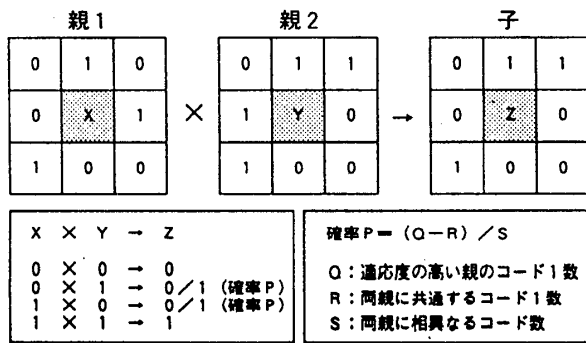 親1 親2 子
0 1 0 0 1 1 0 1 1
0 X 1 × 1 Y 0 → 0 Z 0
1 0 0 1 0 0 1 0 0
X × Y → Z
0 × 0 → 0
0 × 1 → 0/1 (確率P)
1 × 0 → 0/1 (確率P)
1 × 1 → 1
確率P=(Q-R)/S
Q:適応度の高い親のコード1数
R:両親に共通するコード1数
S:両親に相異なるコード数